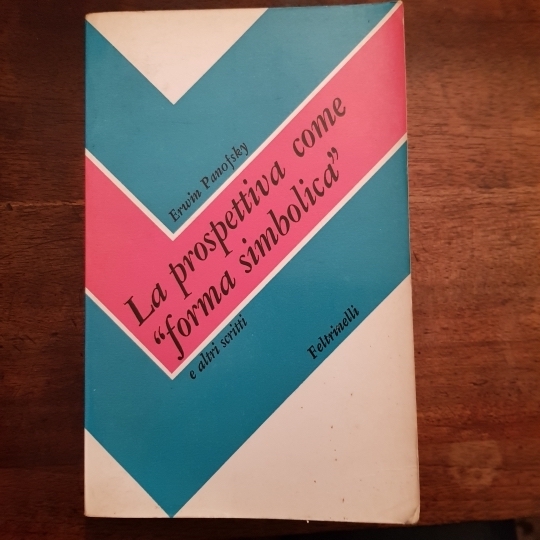 Erwin Panofsky
La prospettiva come
"forma simbolica"
e altri scritti
Feltrinelli